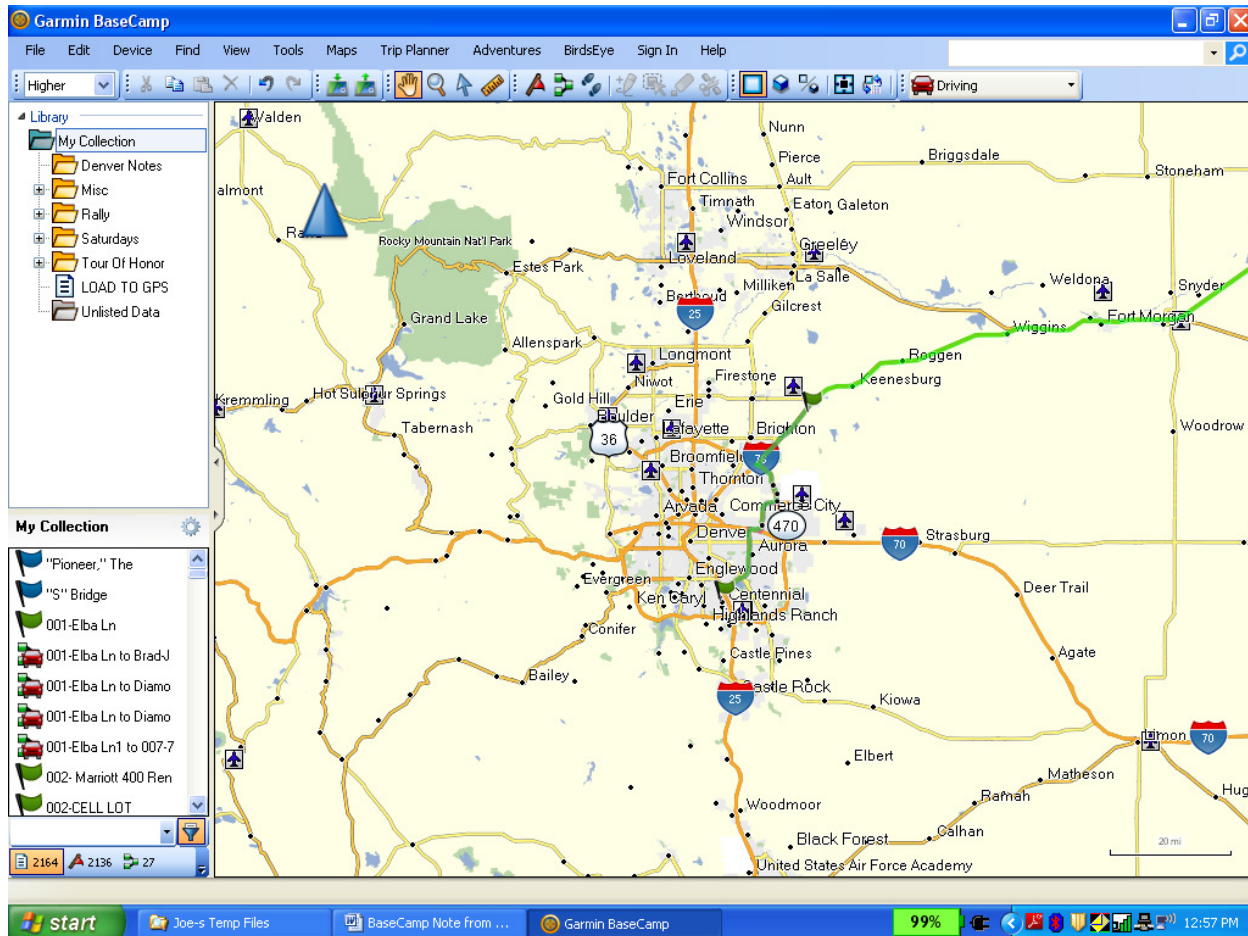 Garmin BaseCamp
File Edit Device Find View Tools Maps Trip Planner Adventures BirdsEye Sign In Help
Higher
Driving
Library
My Collection
Denver Notes
Misc
Rally
Saturdays
Tour Of Honor
LOAD TO GPS
Unlisted Data
My Collection
"Pioneer," The
"S" Bridge
001-Elba Ln
001-Elba Ln to Brad-J
001-Elba Ln to Diamo
001-Elba Ln to Diamo
001-Elba Ln1 to 007-7
002- Marriott 400 Ren
002-CELL LOT
2164 2136 27
Walden
Nunn
Pierce
Briggsdale
Stoneham
Fort Collins
Ault
almont
Timnath
Eaton Galeton
Windsor
Rand
Rocky Mountain Nat'l Park
Greeley
Loveland
Estes Park
La Salle
Milliken
Weldona
Snyder
Berthoud
Gilcrest
25
Grand Lake
Fort Morgan
Wiggins
Allenspark
Longmont
Roggen
Niwot
Firestone
Keenesburg
Hot Sulphur Springs
Gold Hill
Erie
Kremmling
Boulder
Tabernash
36
Lafayette
Brighton
Woodrow
Broomfield
76
Thornton
Arvada
Commerce City
470
Denver
Strasburg
Aurora
70
Englewood
Evergreen
Deer Trail
Ken Caryl
Centennial
Highlands Ranch
Conifer
Castle Pines
Agate
Bailey
25
Castle Rock
Kiowa
Limon
70
Elbert
Matheson
Ramah
Hug
Woodmoor
Black Forest
Calhan
20 mi
United States Air Force Academy
start
Joe-s Temp Files
BaseCamp Note from ...
Garmin BaseCamp
99%
12:57 PM